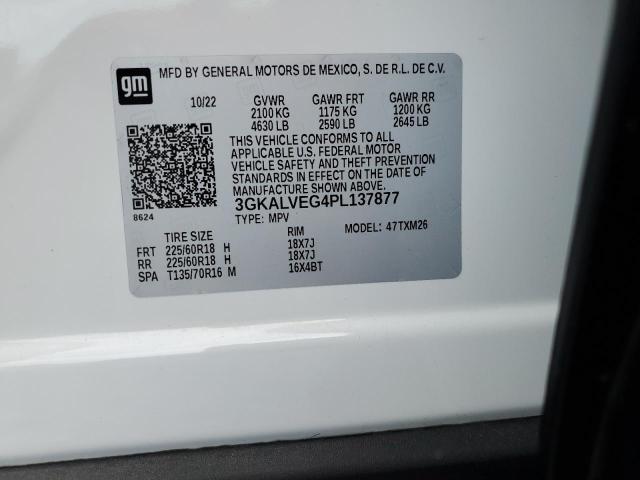 gm
MFD BY GENERAL MOTORS DE MEXICO, S. DE R.L. DE C.V.
10/22 GVWR GAWR FRT GAWR RR
2100 KG 1175 KG 1200 KG
4630 LB 2590 LB 2645 LB
THIS VEHICLE CONFORMS TO ALL
APPLICABLE U.S. FEDERAL MOTOR
VEHICLE SAFETY AND THEFT PREVENTION
STANDARDS IN EFFECT ON THE DATE
OF MANUFACTURE SHOWN ABOVE.
8624 3GKALVEG4PL137877
TYPE: MPV MODEL: 47TXM26
TIRE SIZE RIM
FRT 225/60R18 H 18X7J
RR 225/60R18 H 18X7J
SPA T135/70R16 M 16X4BT